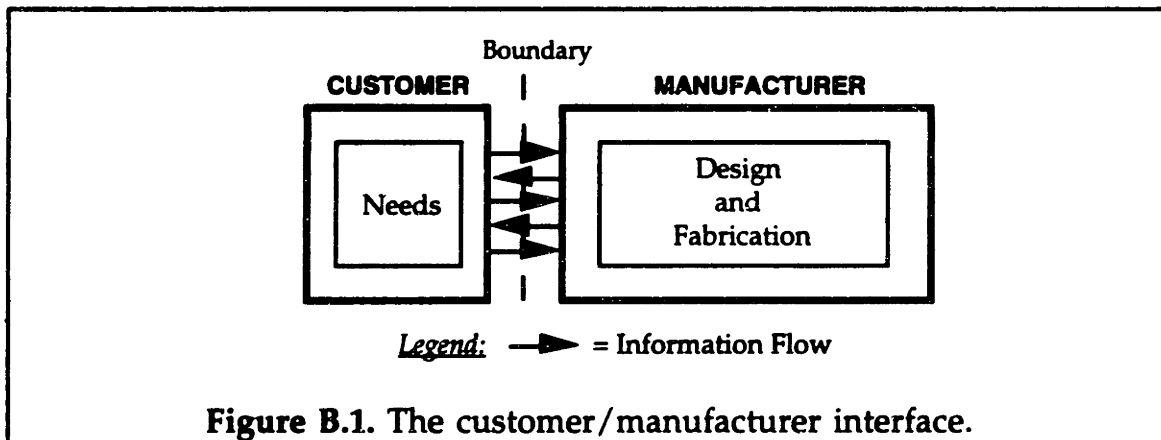 Boundary
CUSTOMER
MANUFACTURER
Needs
Design
and
Fabrication
Legend: = Information Flow
Figure B.1. The customer/manufacturer interface.